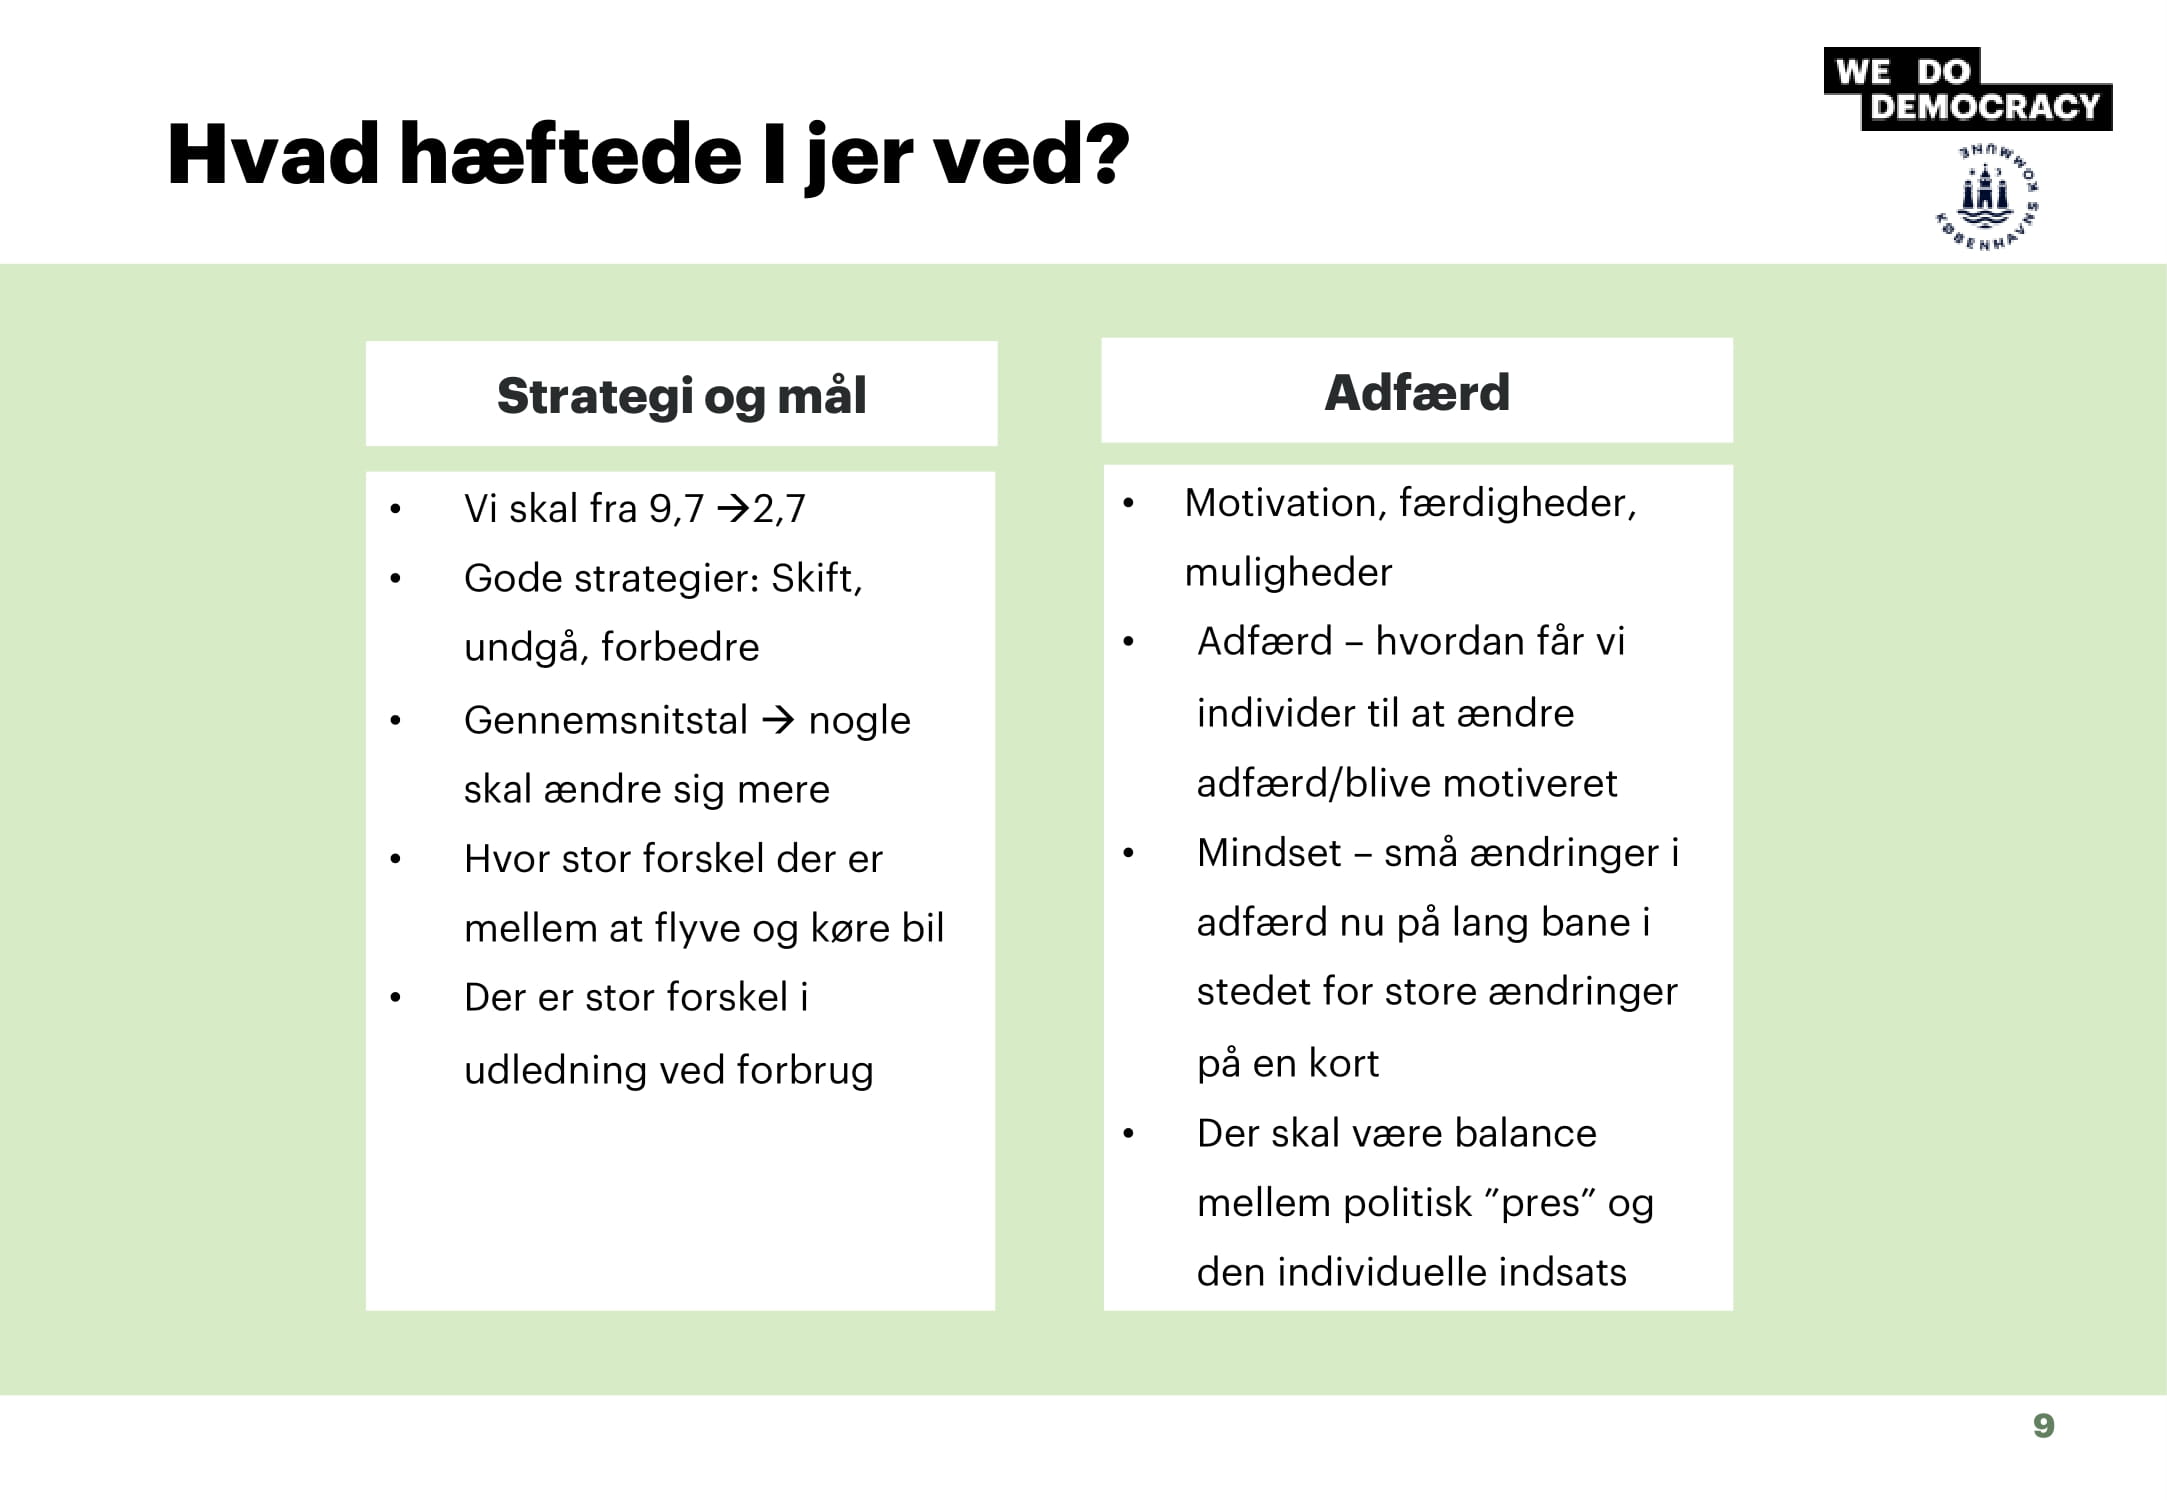 WE DO
DEMOCRACY
KØBENHAVNS KOMMUNE
Hvad hæftede I jer ved?
Strategi og mål
• Vi skal fra 9,7 →2,7
• Gode strategier: Skift,
undgå, forbedre
• Gennemsnitstal → nogle
skal ændre sig mere
• Hvor stor forskel der er
mellem at flyve og køre bil
• Der er stor forskel i
udledning ved forbrug
Adfærd
• Motivation, færdigheder,
muligheder
• Adfærd – hvordan får vi
individer til at ændre
adfærd/blive motiveret
• Mindset – små ændringer i
adfærd nu på lang bane i
stedet for store ændringer
på en kort
• Der skal være balance
mellem politisk ”pres” og
den individuelle indsats
9